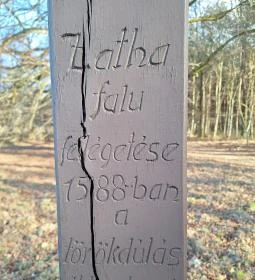 Zatha
falu
felégetése
1588-ban
a
törökdúlás